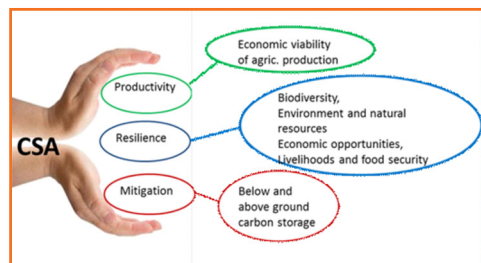 Economic viability
of agric. production
Productivity
Biodiversity,
Environment and natural
resources
Economic opportunities,
Livelihoods and food security
Resilience
CSA
Mitigation
Below and
above ground
carbon storage